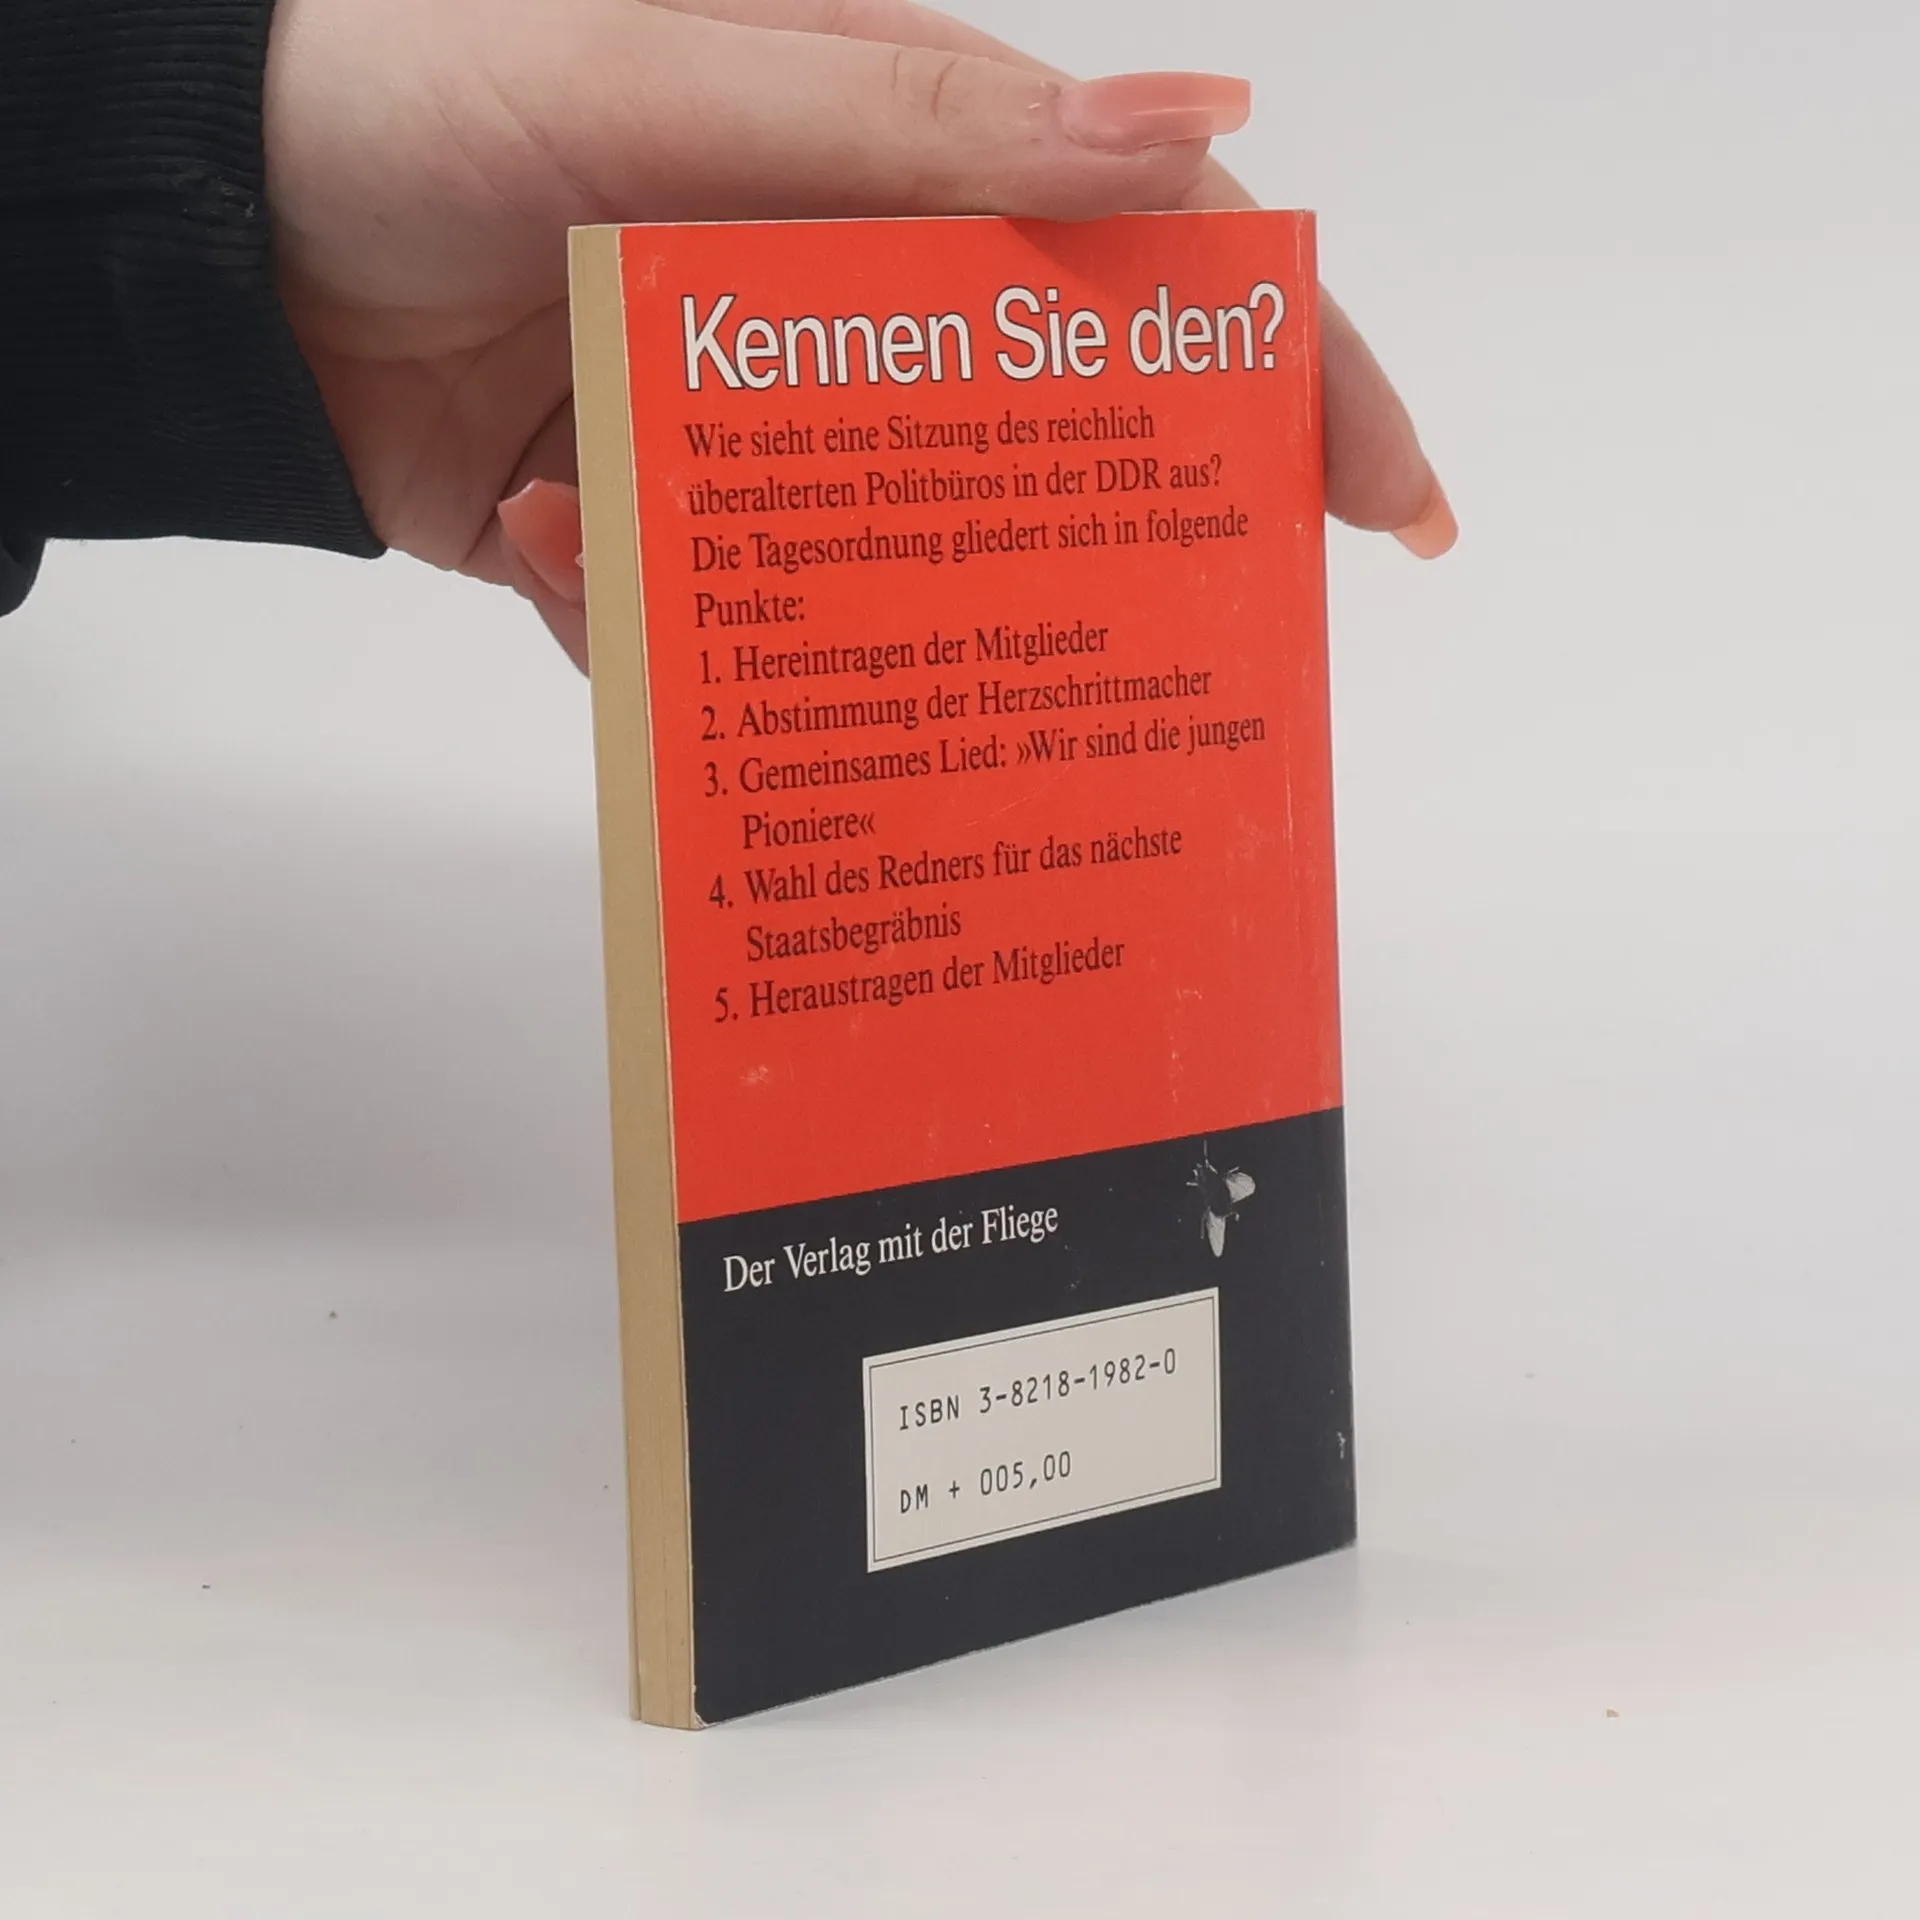 Kennen Sie den?
Wie sieht eine Sitzung des reichlich
überalterten Politbüros in der DDR aus?
Die Tagesordnung gliedert sich in folgende
Punkte:
1. Hereintragen der Mitglieder
2. Abstimmung der Herzschrittmacher
3. Gemeinsames Lied: »Wir sind die jungen
Pioniere«
4. Wahl des Redners für das nächste
Staatsbegräbnis
5. Heraustragen der Mitglieder
Der Verlag mit der Fliege
ISBN 3-8218-1982-0
DM + 005,00